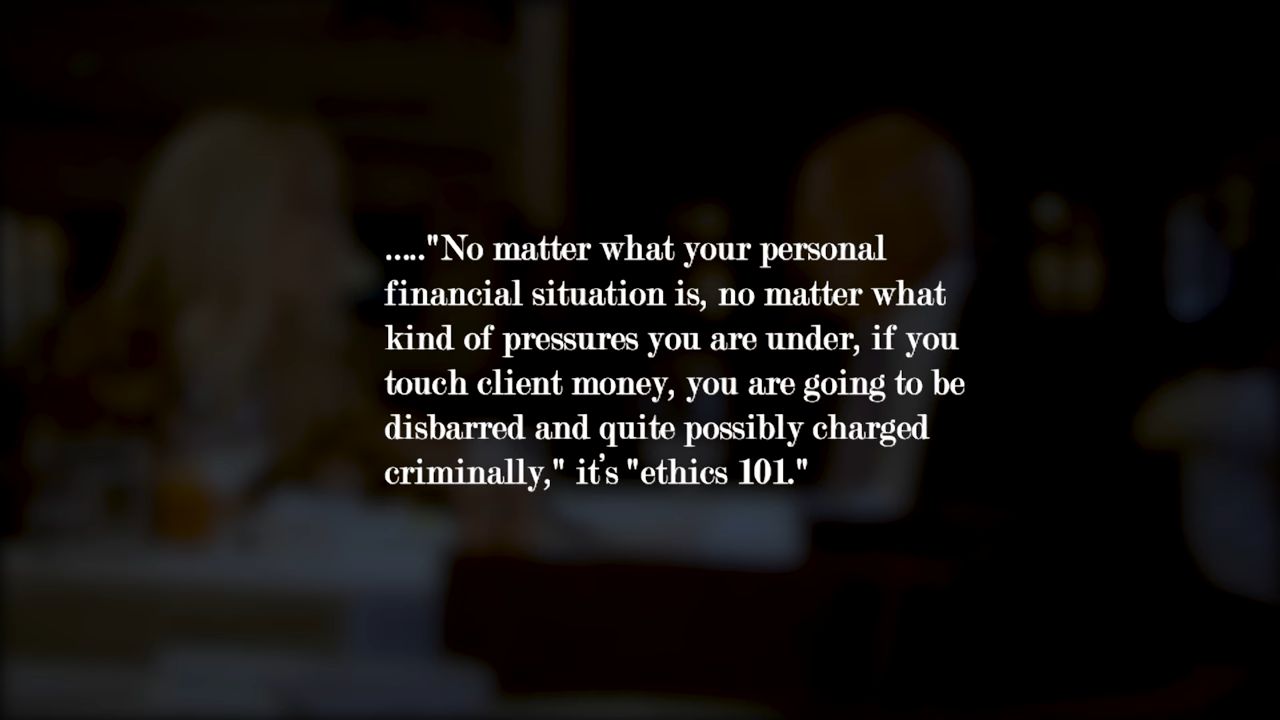 ....."No matter what your personal
financial situation is, no matter what
kind of pressures you are under, if you
touch client money, you are going to be
disbarred and quite possibly charged
criminally," it's "ethics 101."